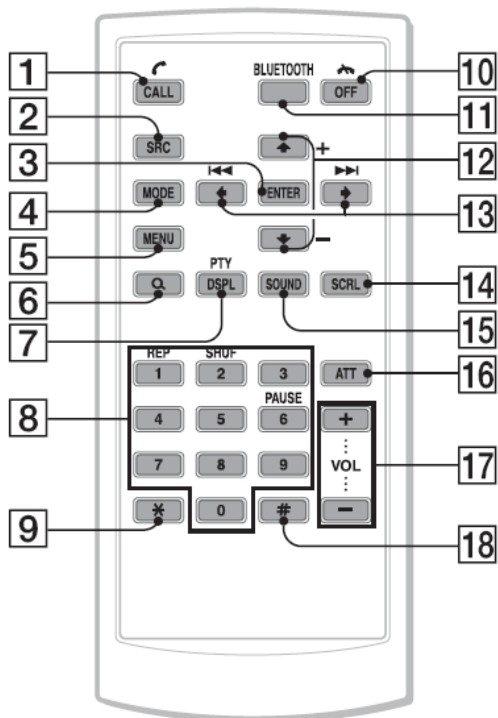 1 CALL BLUETOOTH OFF 10
11
2 SRC + 12
3 ENTER
4 MODE 13
5 MENU −
6 PTY
7 DSPL SOUND SCRL 14
15
REP SHUF
8 1 2 3 ATT 16
PAUSE
4 5 6 +
VOL 17
7 8 9 −
9 * 0 # 18